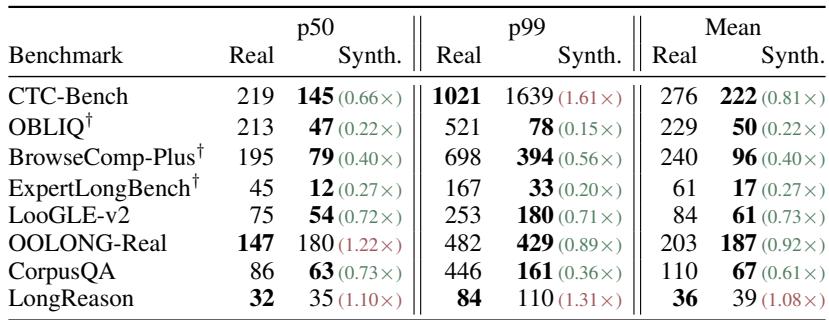 p50 p99 Mean
Benchmark Real Synth. Real Synth. Real Synth.
CTC-Bench 219 145 (0.66×) 1021 1639 (1.61×) 276 222 (0.81×)
OBLIQ† 213 47 (0.22×) 521 78 (0.15×) 229 50 (0.22×)
BrowseComp-Plus† 195 79 (0.40×) 698 394 (0.56×) 240 96 (0.40×)
ExpertLongBench† 45 12 (0.27×) 167 33 (0.20×) 61 17 (0.27×)
LooGLE-v2 75 54 (0.72×) 253 180 (0.71×) 84 61 (0.73×)
OOLONG-Real 147 180 (1.22×) 482 429 (0.89×) 203 187 (0.92×)
CorpusQA 86 63 (0.73×) 446 161 (0.36×) 110 67 (0.61×)
LongReason 32 35 (1.10×) 84 110 (1.31×) 36 39 (1.08×)